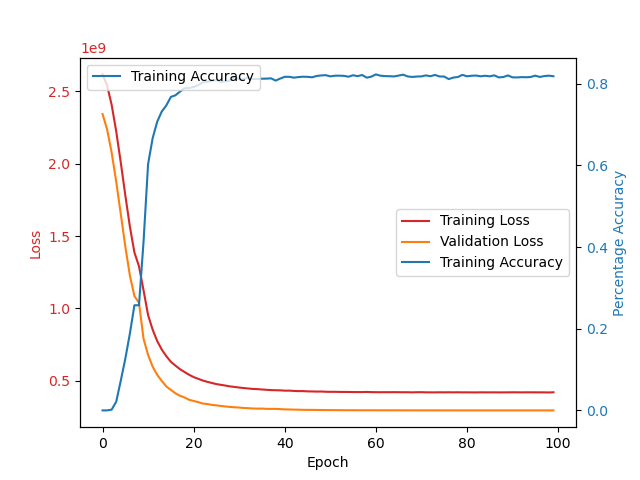 1e9
Training Accuracy
2.5
2.0
1.5
1.0
0.5
Loss
0.8
0.6
0.4
0.2
0.0
Percentage Accuracy
Training Loss
Validation Loss
Training Accuracy
0 20 40 60 80 100
Epoch